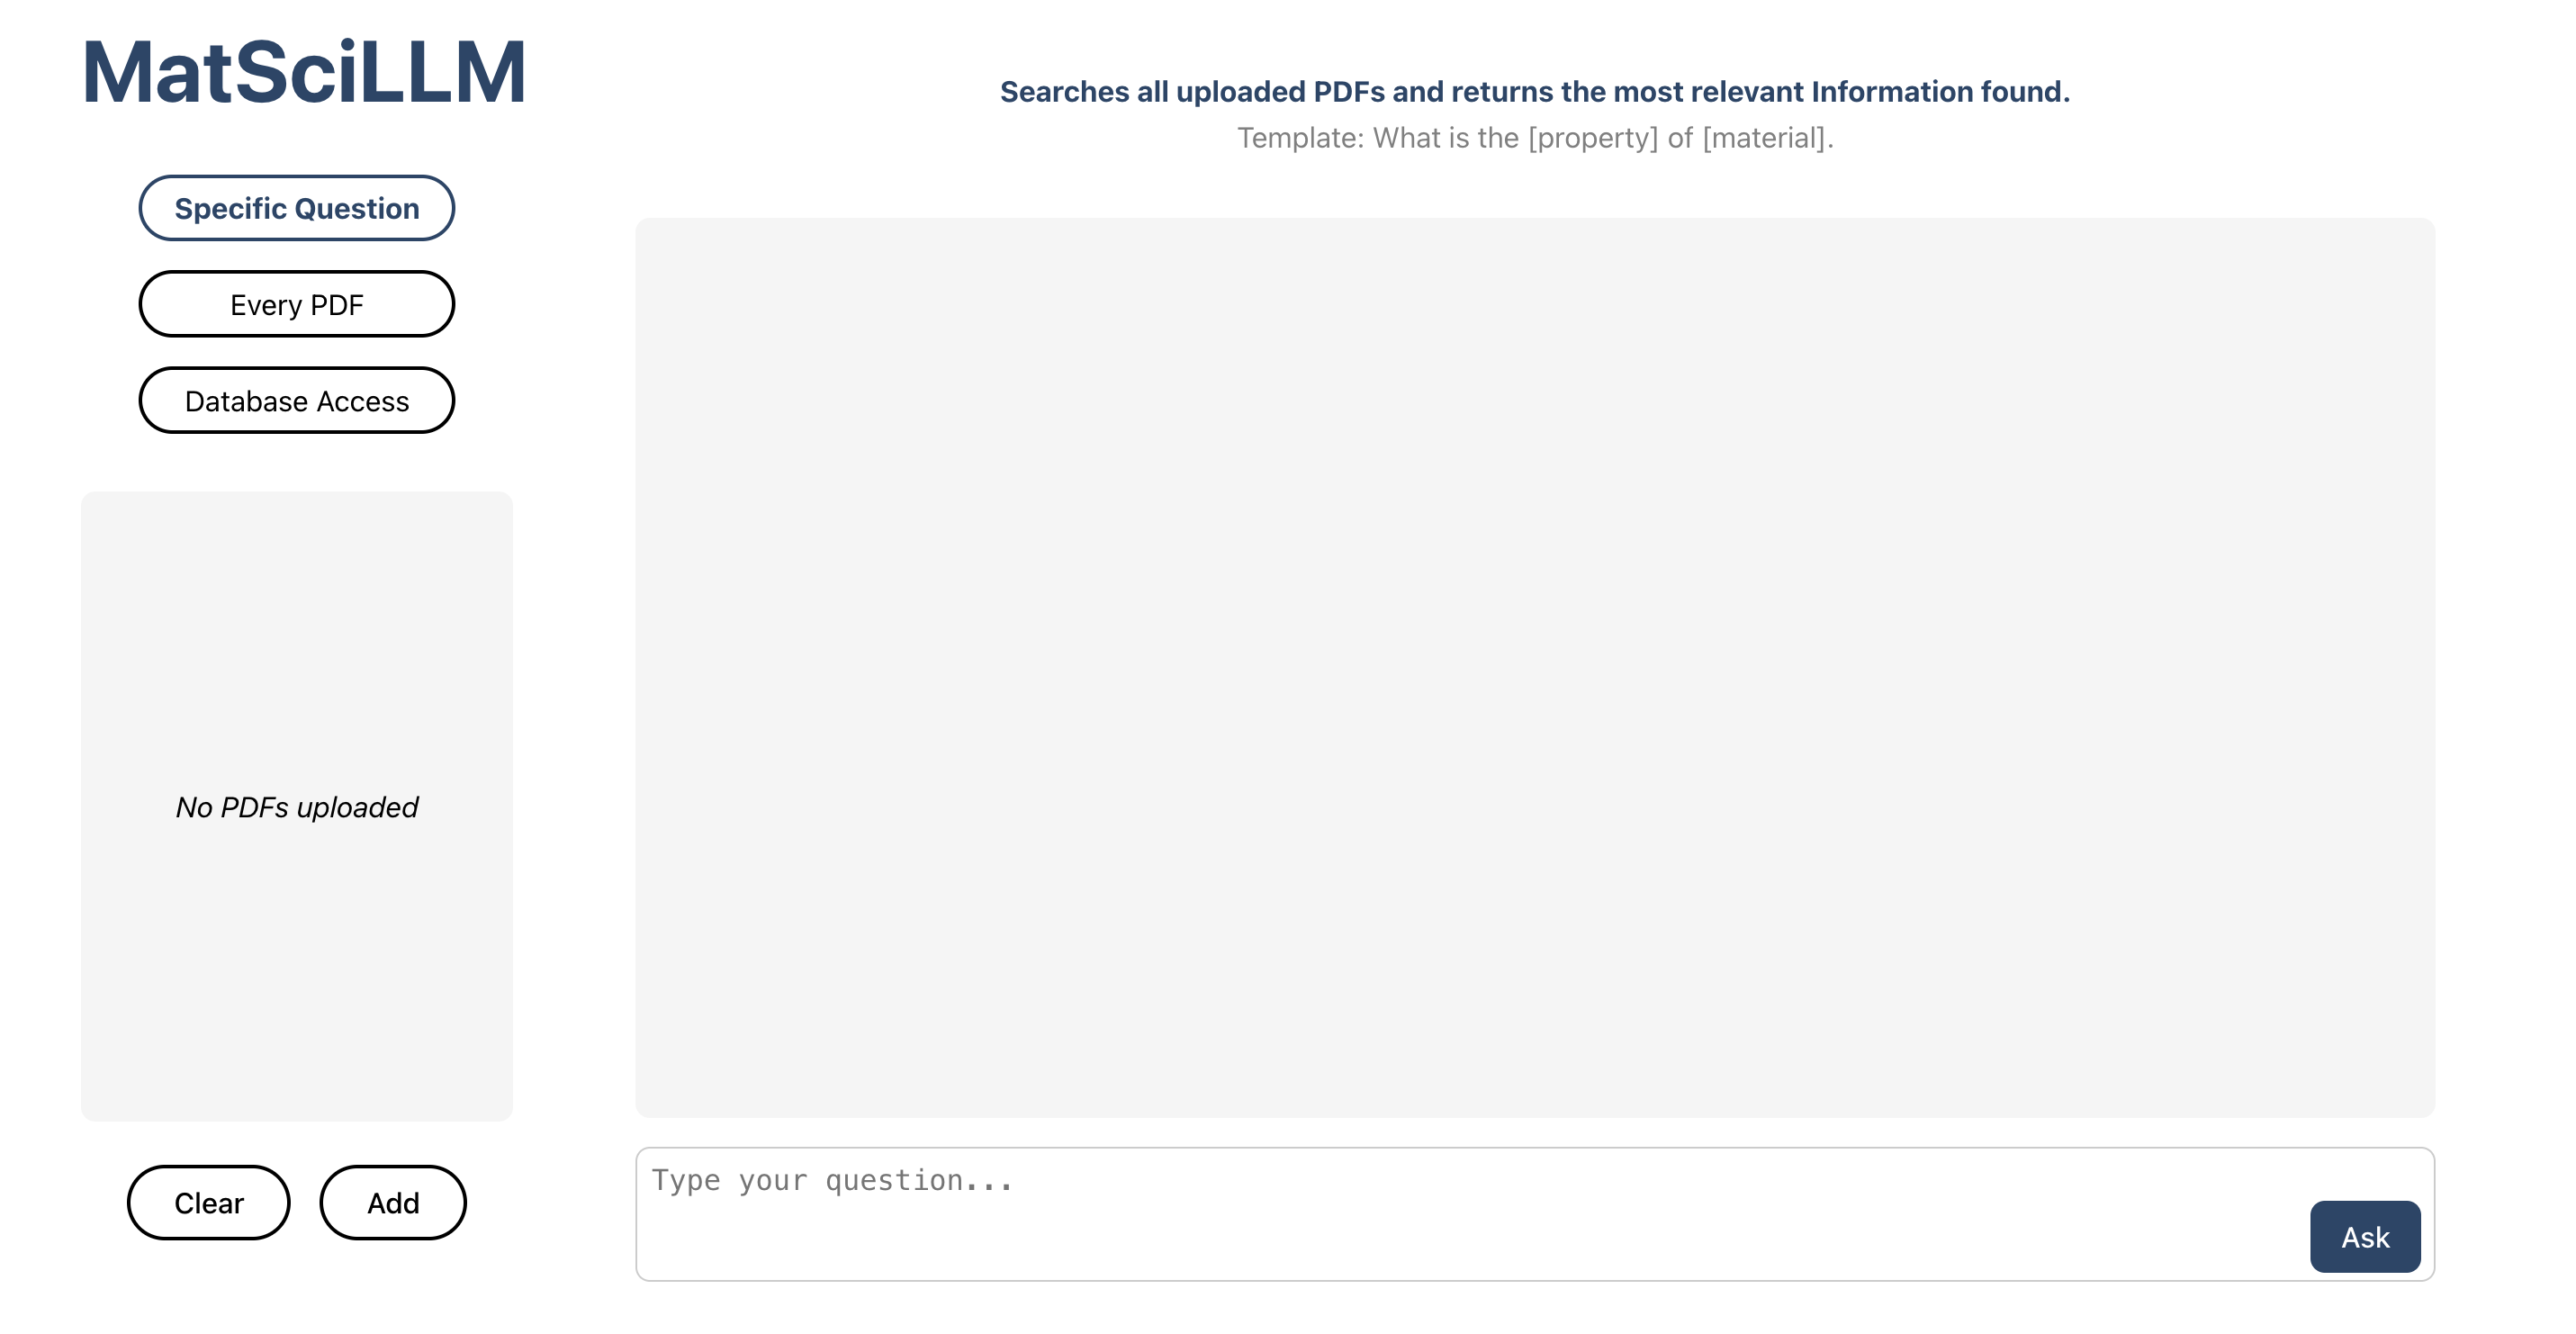 MatSciLLM
Specific Question
Every PDF
Database Access
No PDFs uploaded
Clear
Add
Searches all uploaded PDFs and returns the most relevant Information found.
Template: What is the [property] of [material].
Type your question...
Ask